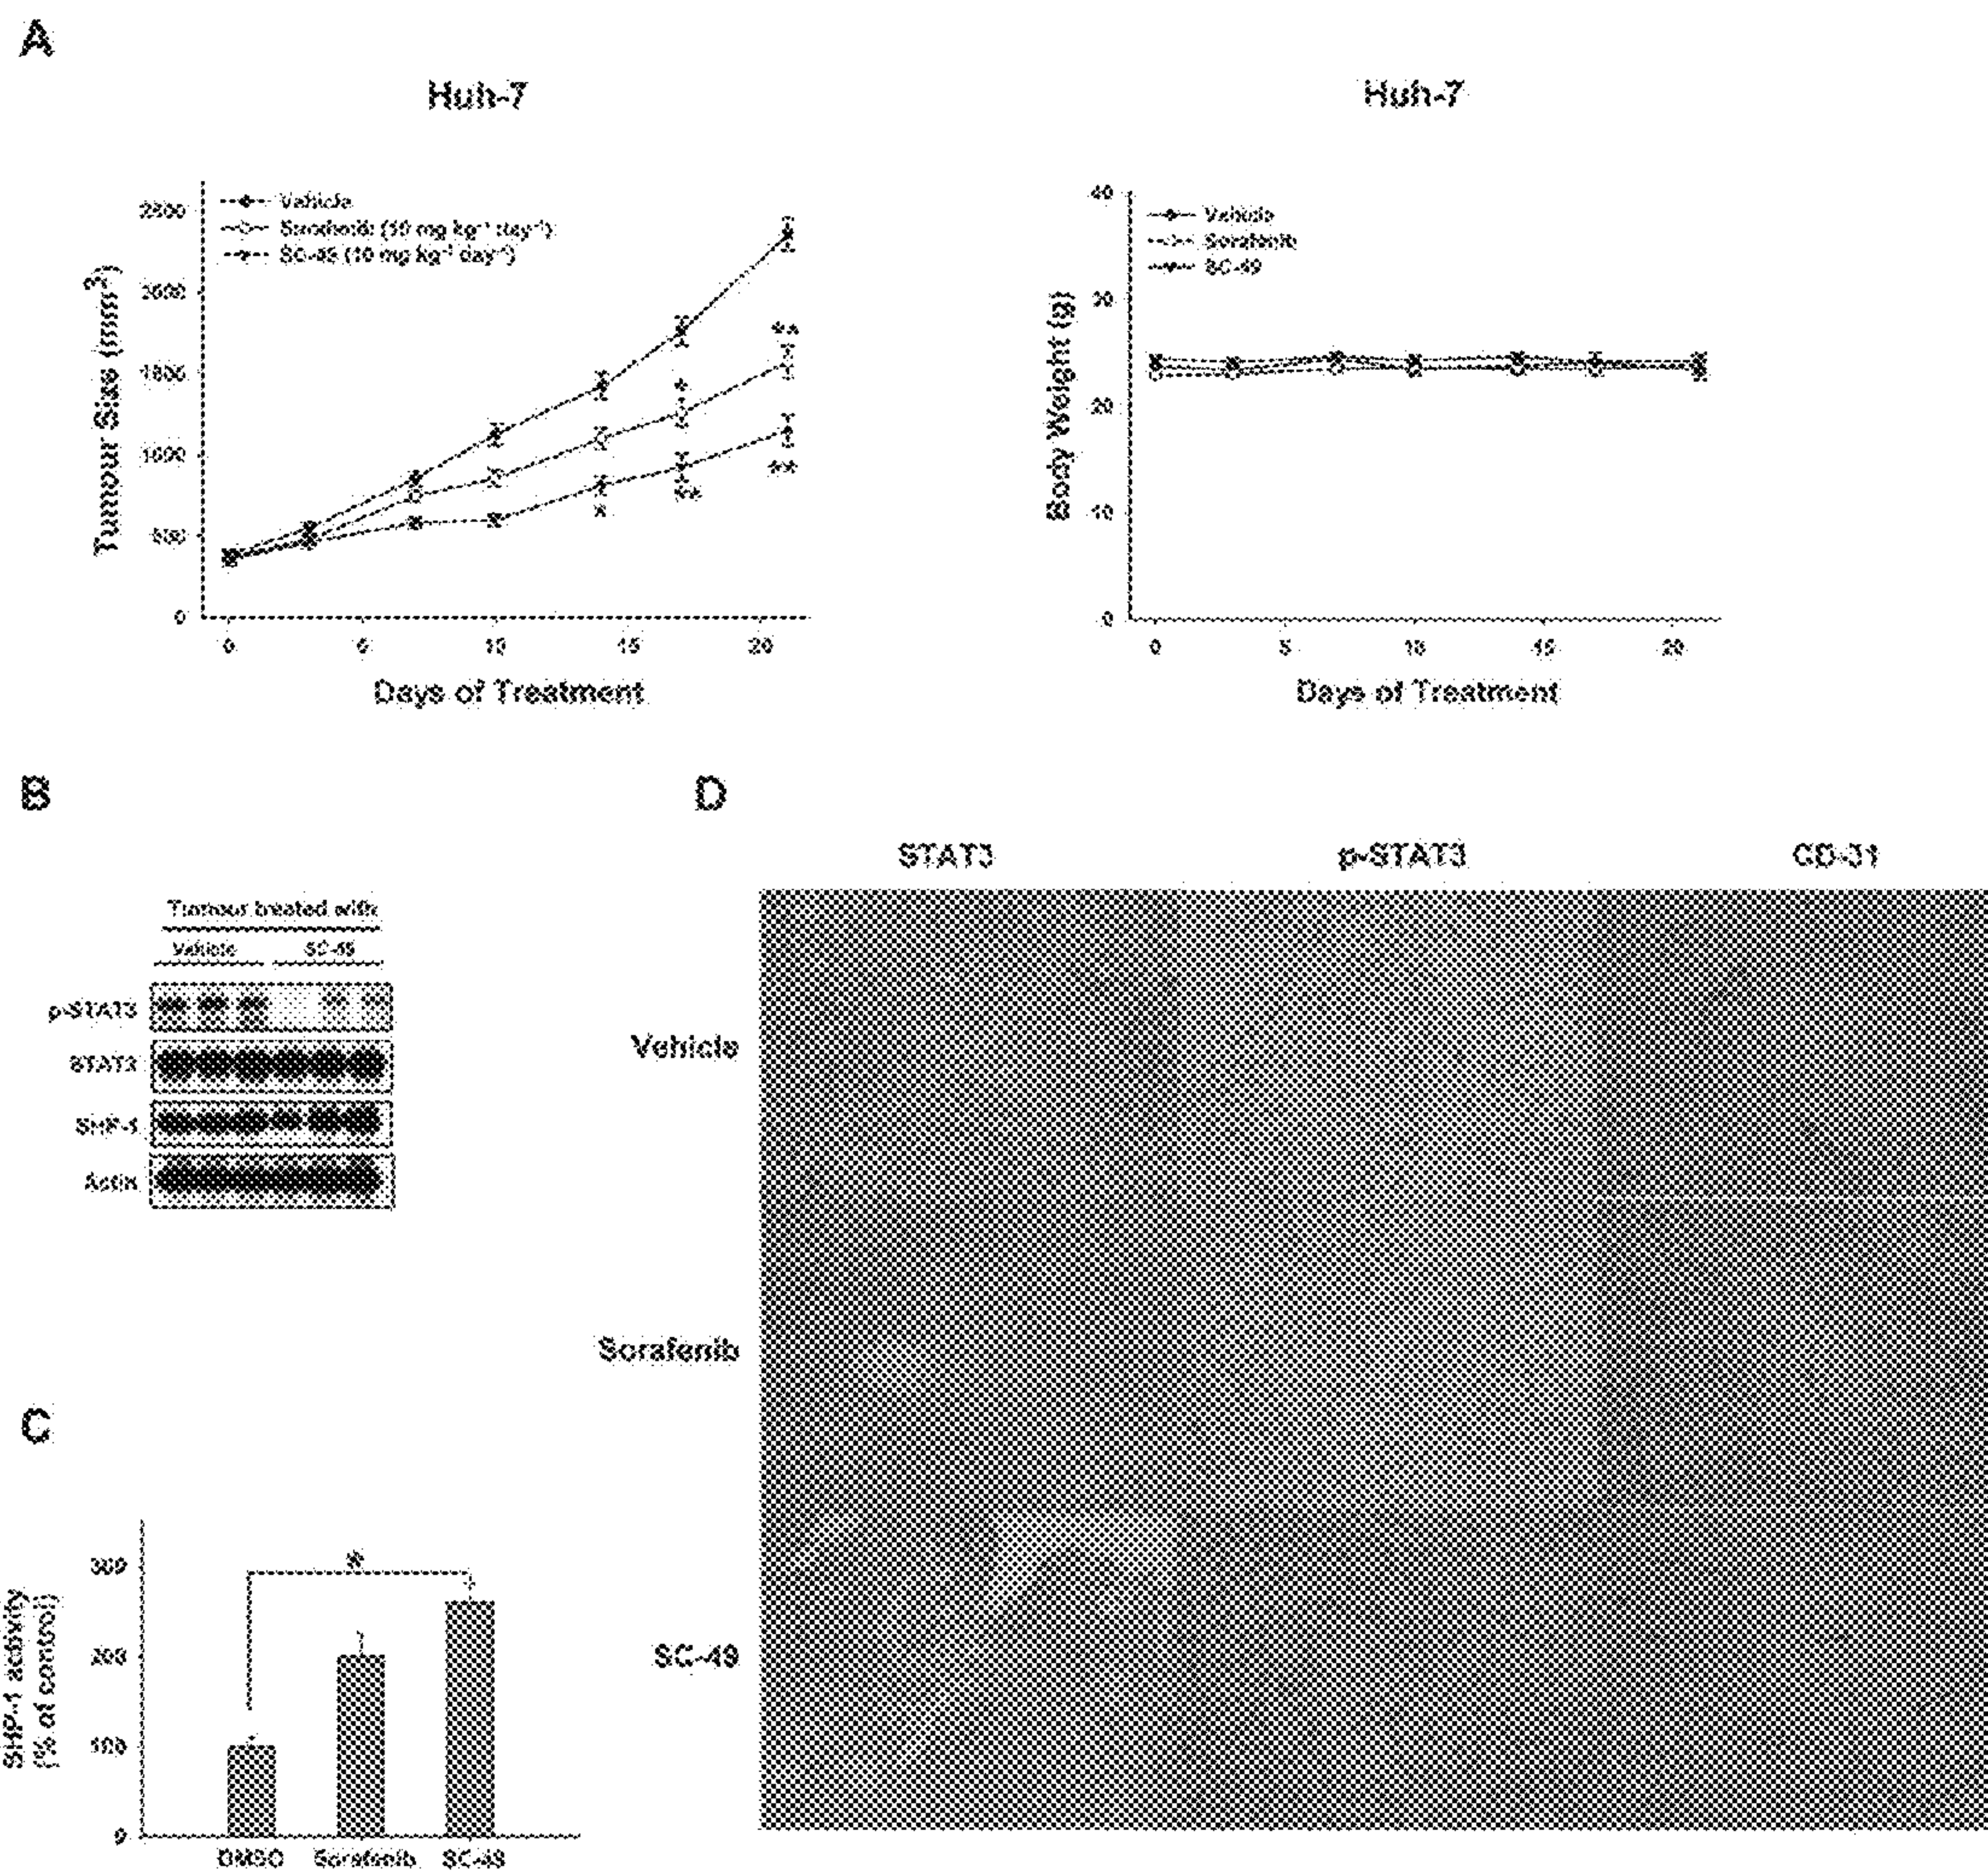 A
Huh-7
Vehicle
Sorafenib (10 mg kg⁻¹ day⁻¹)
(10 mg kg⁻¹ day⁻¹)
Tumour Size (mm³)
2500
2000
1500
1000
500
0
**
*
**
**
*
0
5
10
15
20
Days of Treatment
Huh-7
Vehicle
Sorafenib
SC-49
Body Weight (g)
40
30
20
10
0
0
5
10
15
20
Days of Treatment
B
Tumour treated with
Vehicle
p-STAT3
STAT3
SHP-1
Actin
C
SHP-1 activity
(% of control)
300
200
100
0
*
DMSO
Sorafenib
SC-49
D
STAT3
p-STAT3
CD-31
Vehicle
Sorafenib
SC-49